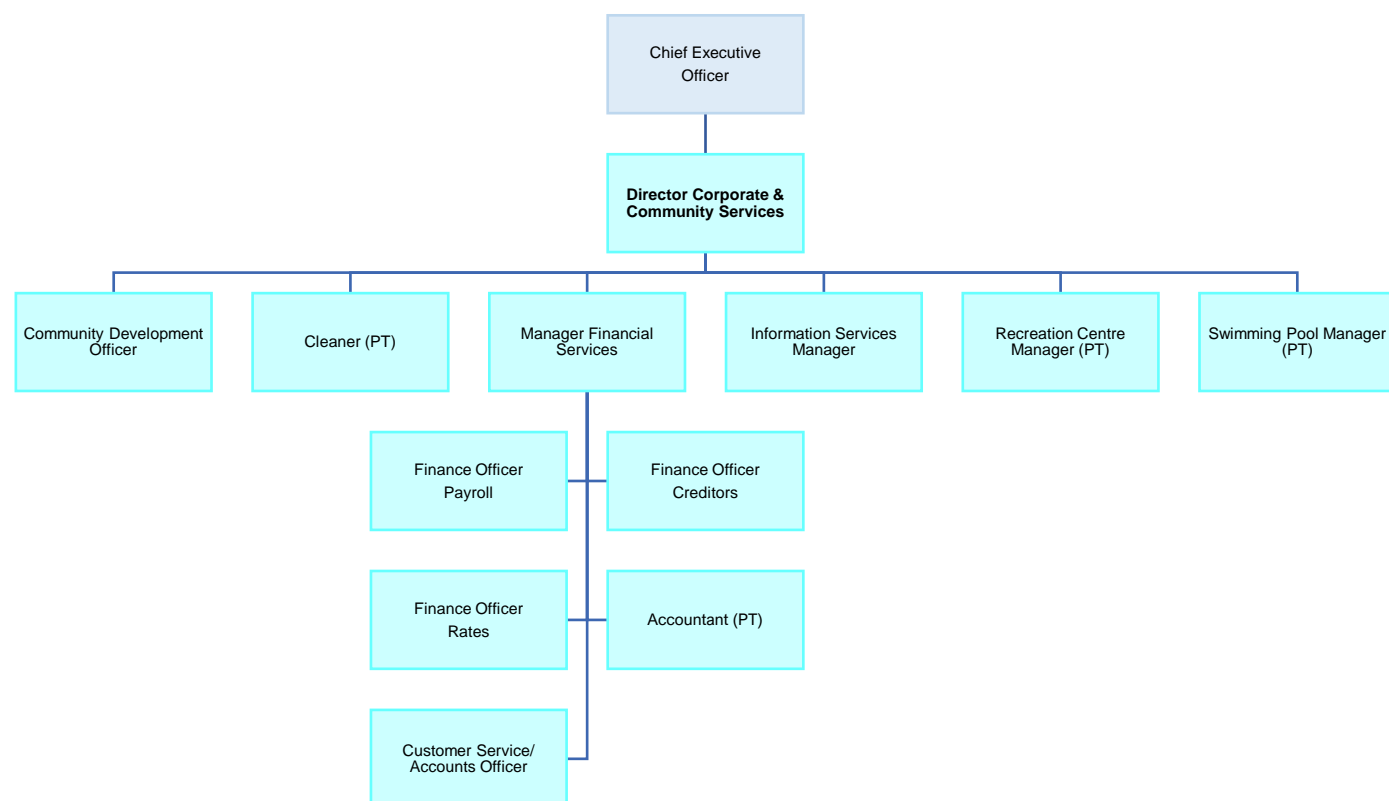 Chief Executive
Officer
Director Corporate &
Community Services
Community Development
Officer
Cleaner (PT)
Manager Financial
Services
Information Services
Manager
Recreation Centre
Manager (PT)
Swimming Pool Manager
(PT)
Finance Officer
Payroll
Finance Officer
Creditors
Finance Officer
Rates
Accountant (PT)
Customer Service/
Accounts Officer